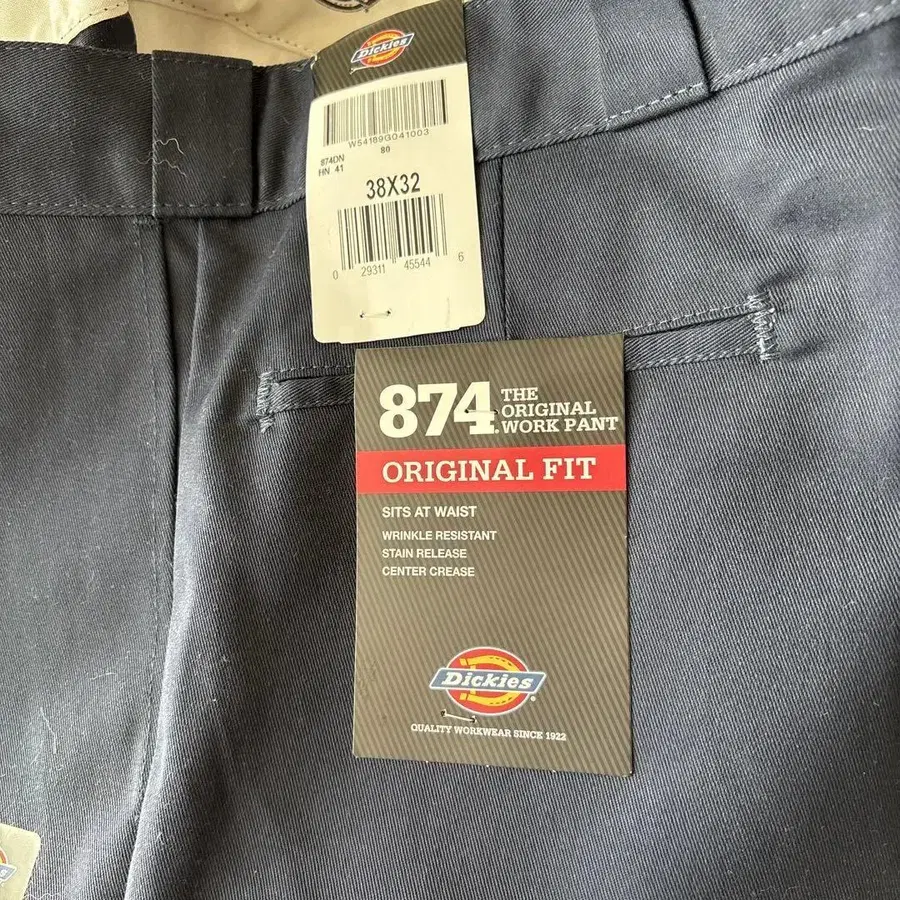 Dickies
W54189G041003
874DN
80
HN 41
38X32
0 29311 45544 6
874. THE
ORIGINAL
WORK PANT
ORIGINAL FIT
SITS AT WAIST
WRINKLE RESISTANT
STAIN RELEASE
CENTER CREASE
Dickies
QUALITY WORKWEAR SINCE 1922